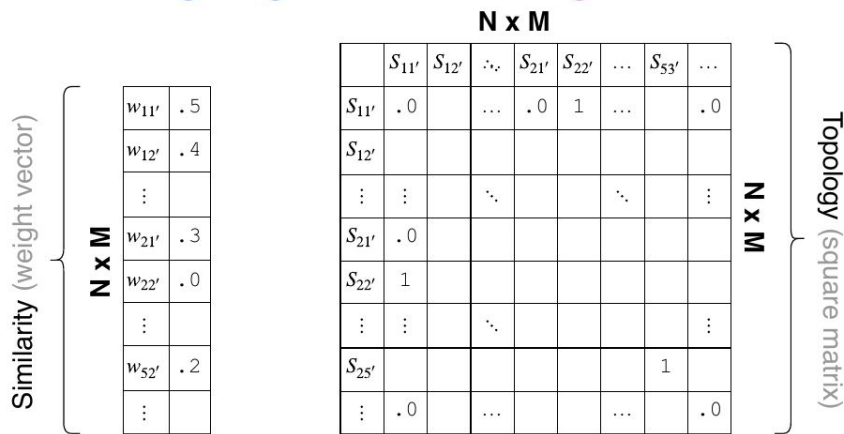 N x M
S11′ S12′ ⋱ S21′ S22′ … S53′ …
w11′ .5
w12′ .4
⋮
w21′ .3
w22′ .0
⋮
w52′ .2
⋮
S11′ .0 … .0 1 … .0
S12′
⋮ ⋮ ⋱ ⋱ ⋮
S21′ .0
S22′ 1
⋮ ⋮ ⋱ ⋮
S25′ 1
⋮ .0 … … .0
Similarity (weight vector)
N x M
N x M
Topology (square matrix)